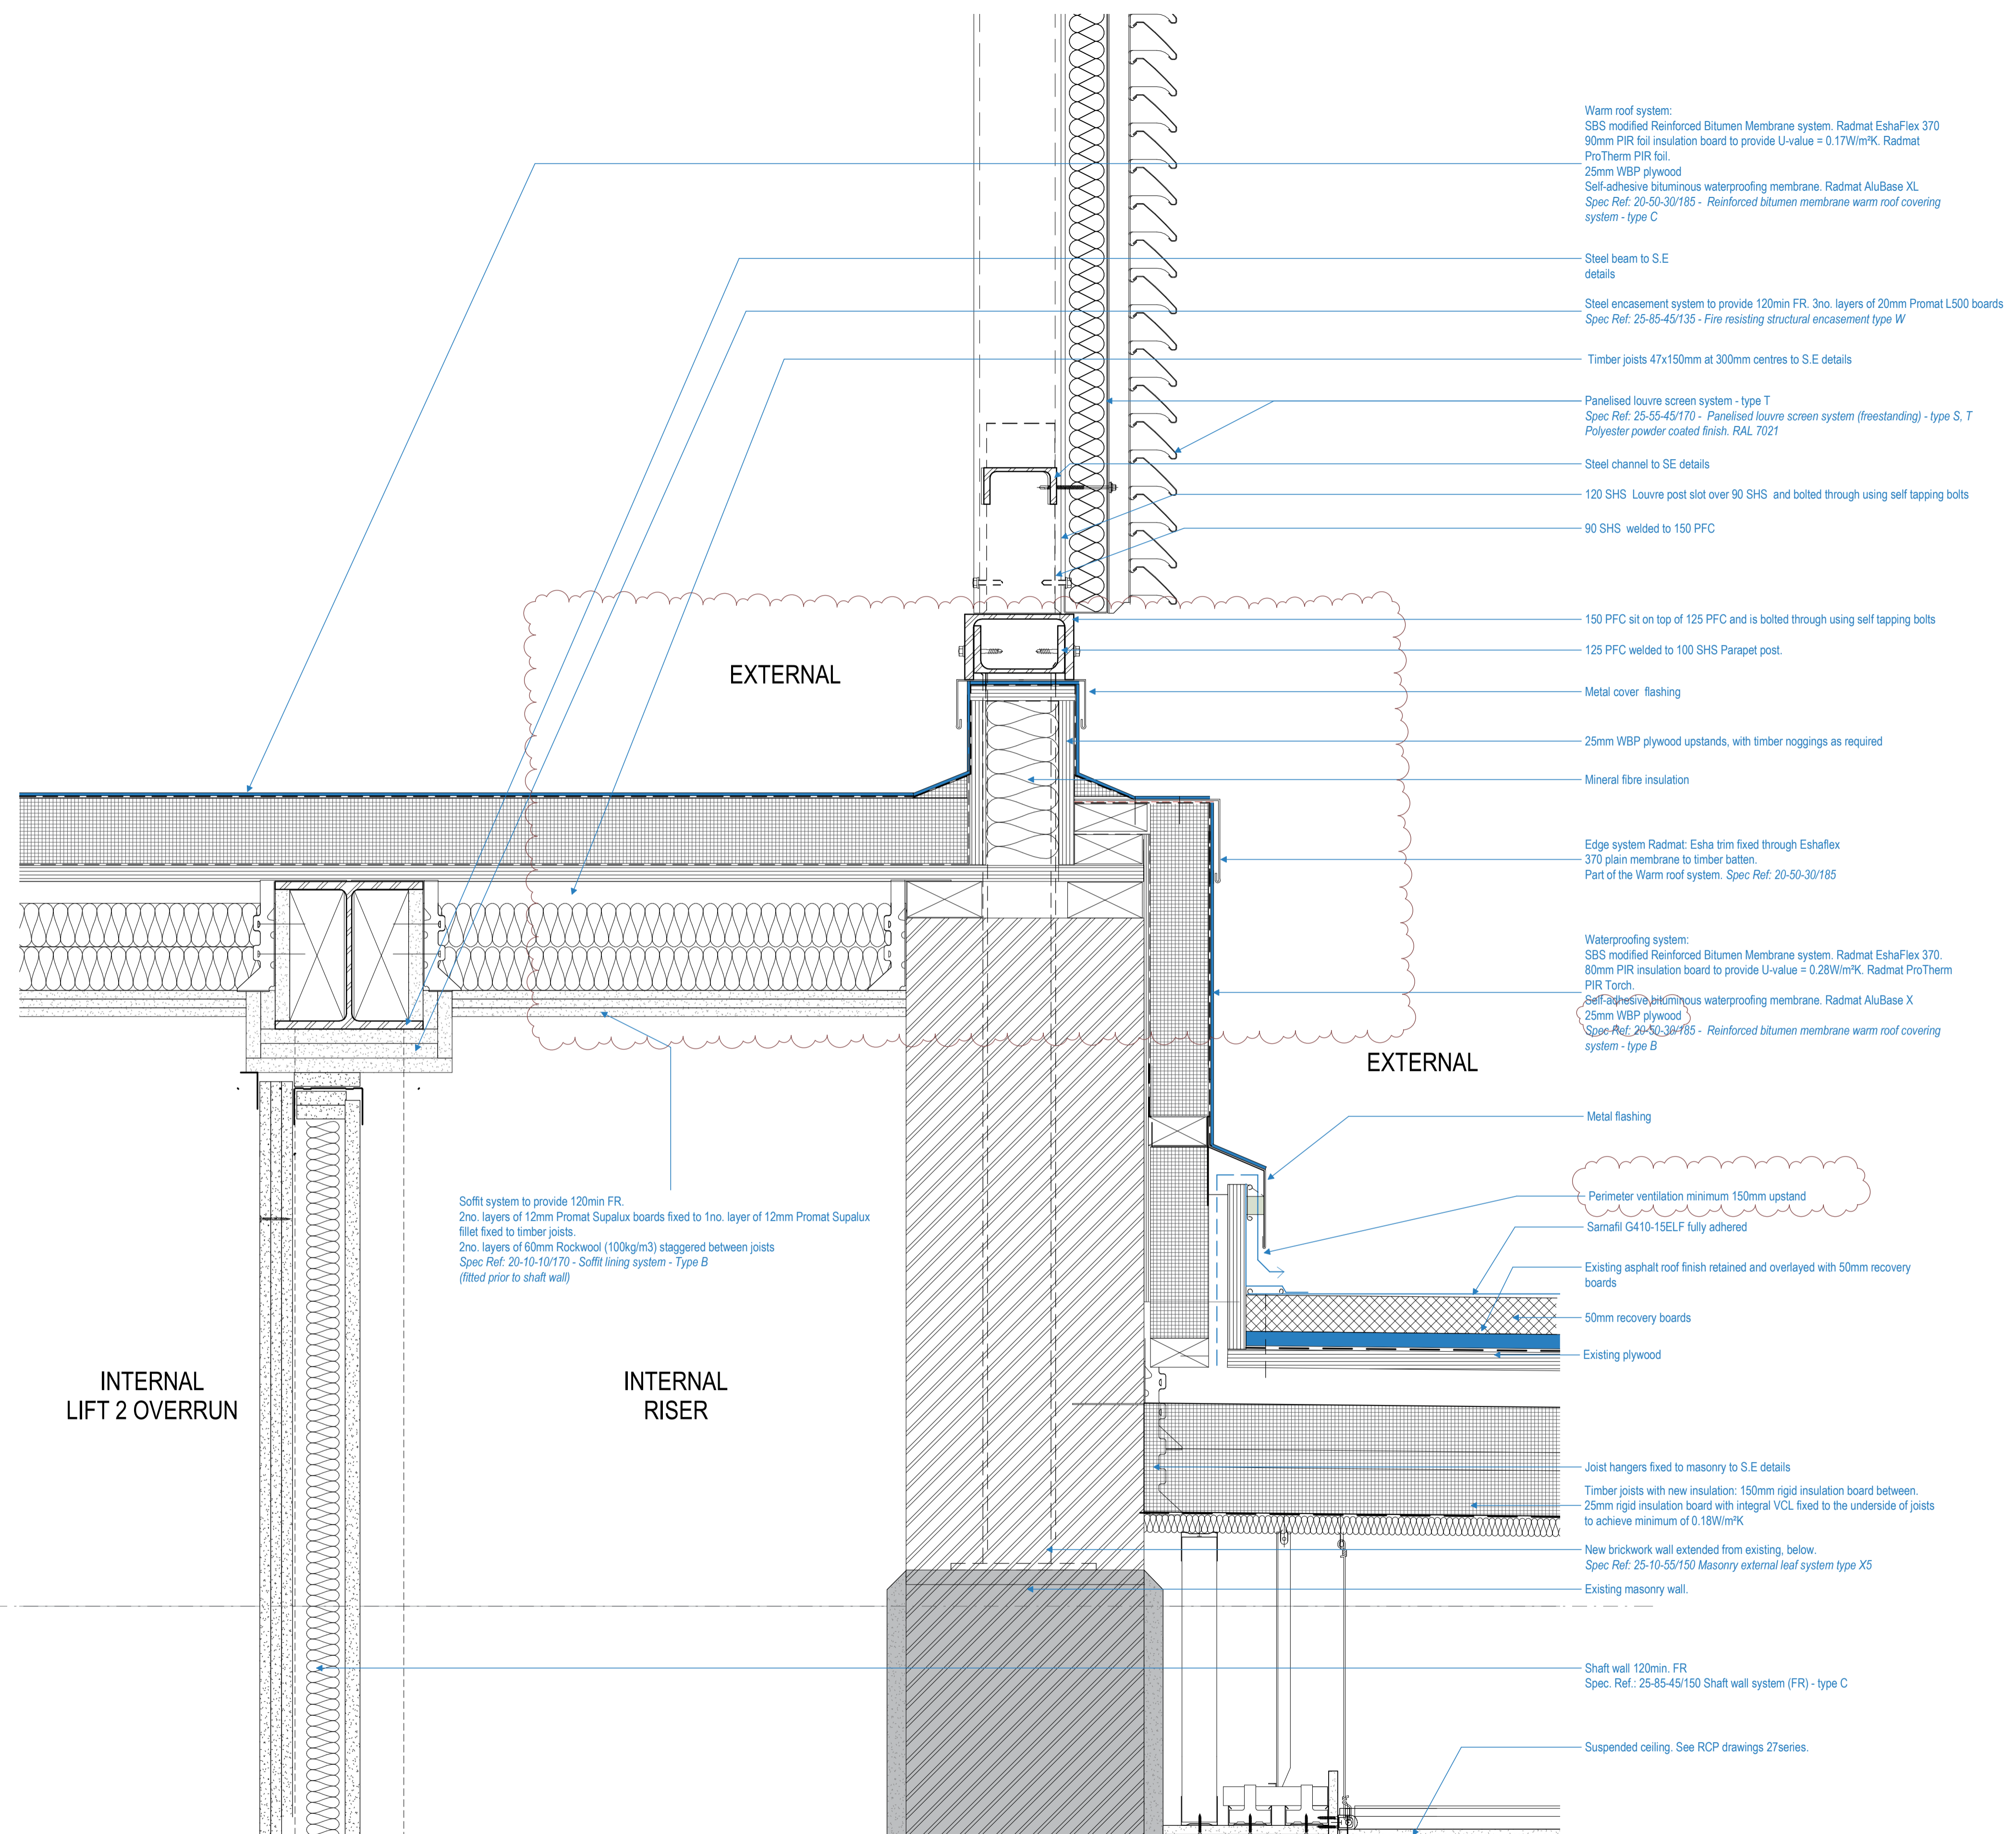 Warm roof system:
SBS modified Reinforced Bitumen Membrane system. Radmat EshaFlex 370
90mm PIR foil insulation board to provide U-value = 0.17W/m²K. Radmat
ProTherm PIR foil.
25mm WBP plywood
Self-adhesive bituminous waterproofing membrane. Radmat AluBase XL
Spec Ref: 20-50-30/185 - Reinforced bitumen membrane warm roof covering
system - type C
Steel beam to S.E
details
Steel encasement system to provide 120min FR. 3no. layers of 20mm Promat L500 boards
Spec Ref: 25-85-45/135 - Fire resisting structural encasement type W
Timber joists 47x150mm at 300mm centres to S.E details
Panelised louvre screen system - type T
Spec Ref: 25-55-45/170 - Panelised louvre screen system (freestanding) - type S, T
Polyester powder coated finish. RAL 7021
Steel channel to SE details
120 SHS Louvre post slot over 90 SHS and bolted through using self tapping bolts
90 SHS welded to 150 PFC
150 PFC sit on top of 125 PFC and is bolted through using self tapping bolts
125 PFC welded to 100 SHS Parapet post.
EXTERNAL
Metal cover flashing
25mm WBP plywood upstands, with timber noggings as required
Mineral fibre insulation
Edge system Radmat: Esha trim fixed through Eshaflex
370 plain membrane to timber batten.
Part of the Warm roof system. Spec Ref: 20-50-30/185
Waterproofing system:
SBS modified Reinforced Bitumen Membrane system. Radmat EshaFlex 370.
80mm PIR insulation board to provide U-value = 0.28W/m²K. Radmat ProTherm
PIR Torch.
Self-adhesive bituminous waterproofing membrane. Radmat AluBase X
25mm WBP plywood
Spec Ref: 20-50-30/185 - Reinforced bitumen membrane warm roof covering
system - type B
EXTERNAL
Metal flashing
Perimeter ventilation minimum 150mm upstand
Soffit system to provide 120min FR.
2no. layers of 12mm Promat Supalux boards fixed to 1no. layer of 12mm Promat Supalux
fillet fixed to timber joists.
2no. layers of 60mm Rockwool (100kg/m3) staggered between joists
Spec Ref: 20-10-10/170 - Soffit lining system - Type B
(fitted prior to shaft wall)
Sarnafil G410-15ELF fully adhered
Existing asphalt roof finish retained and overlayed with 50mm recovery
boards
50mm recovery boards
Existing plywood
INTERNAL
LIFT 2 OVERRUN
INTERNAL
RISER
Joist hangers fixed to masonry to S.E details
Timber joists with new insulation: 150mm rigid insulation board between.
25mm rigid insulation board with integral VCL fixed to the underside of joists
to achieve minimum of 0.18W/m²K
New brickwork wall extended from existing, below.
Spec Ref: 25-10-55/150 Masonry external leaf system type X5
Existing masonry wall.
Shaft wall 120min. FR
Spec. Ref.: 25-85-45/150 Shaft wall system (FR) - type C
Suspended ceiling. See RCP drawings 27series.